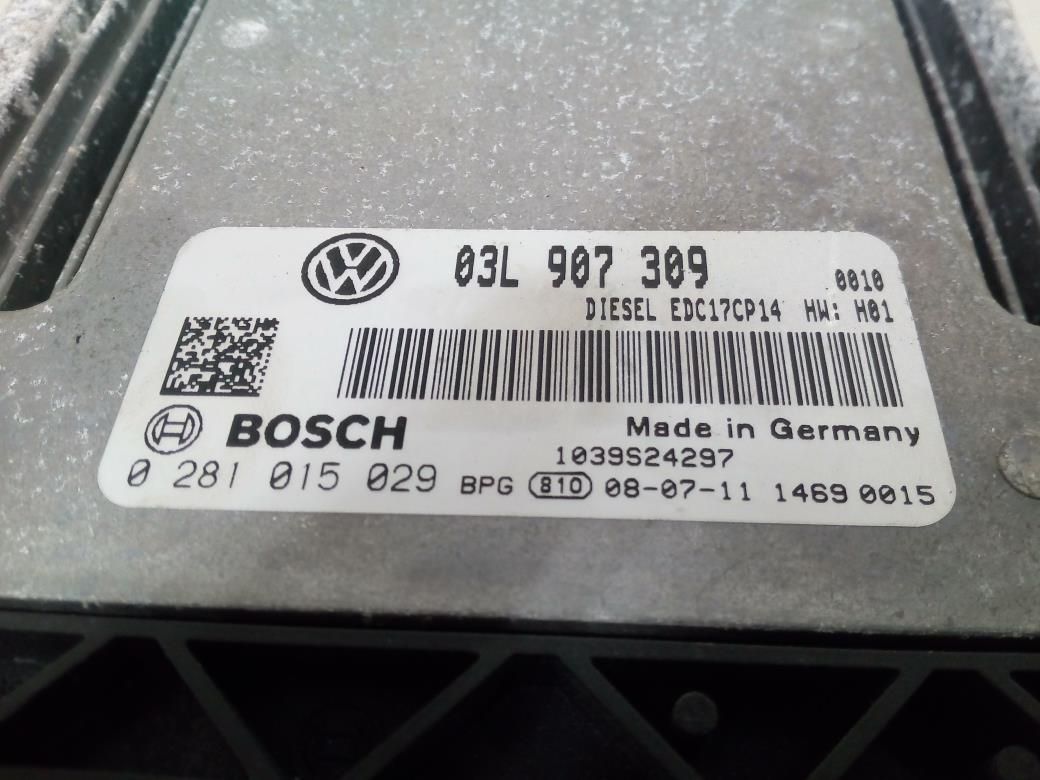 03L 907 309
0010
DIESEL EDC17CP14 HW: H01
BOSCH
Made in Germany
1039S24297
0 281 015 029 BPG 810 08-07-11 1469 0015